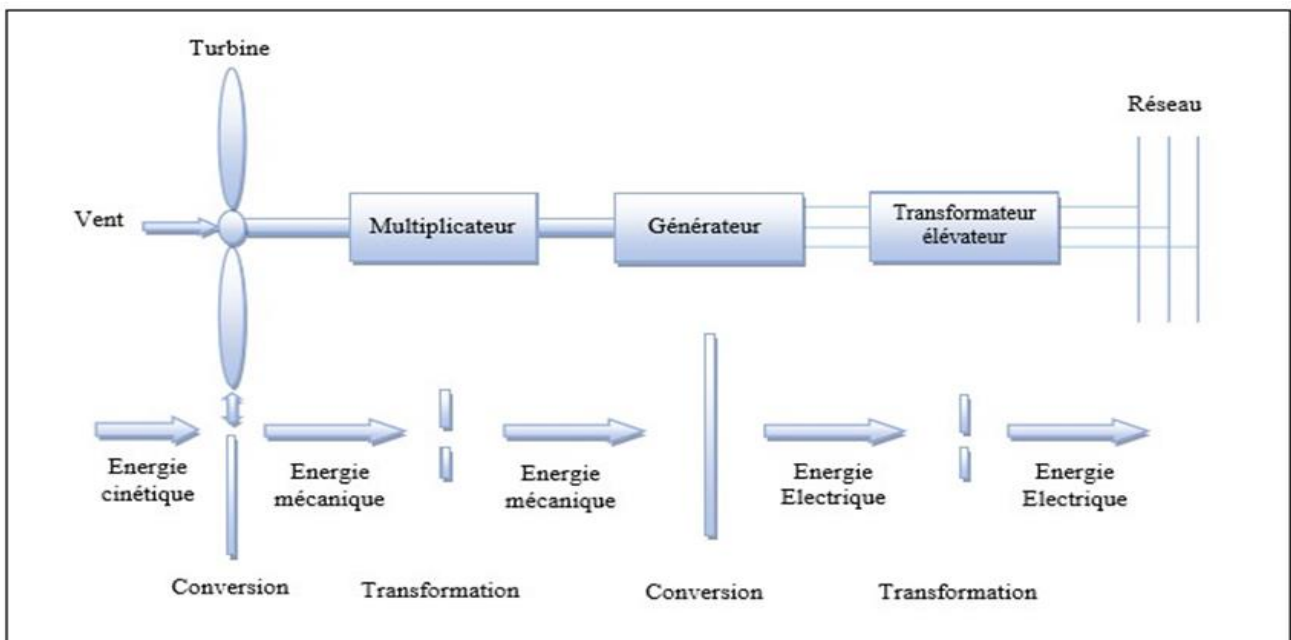 Turbine
Réseau
Vent
Multiplicateur
Générateur
Transformateur
élévateur
Energie
cinétique
Energie
mécanique
Energie
mécanique
Energie
Electrique
Energie
Electrique
Conversion
Transformation
Conversion
Transformation